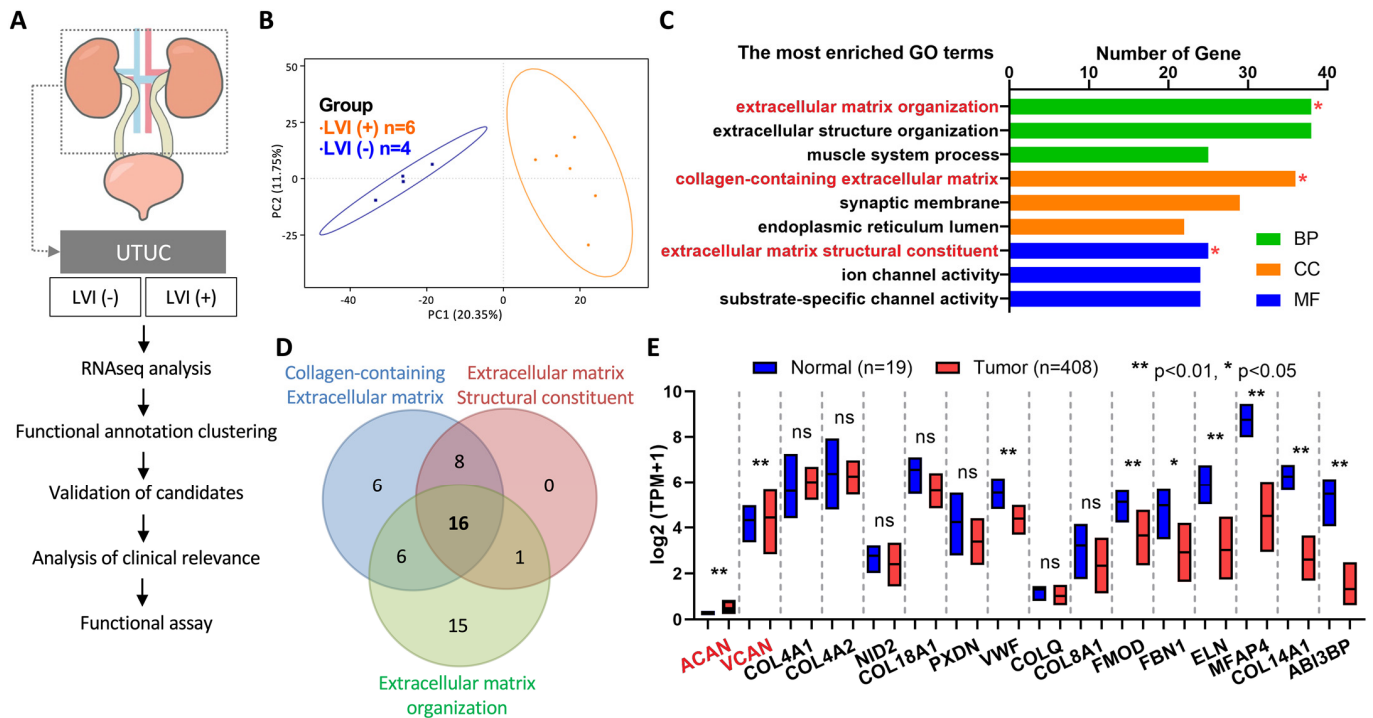 A
UTUC
LVI (-)
LVI (+)
RNAseq analysis
Functional annotation clustering
Validation of candidates
Analysis of clinical relevance
Functional assay
B
Group
·LVI (+) n=6
·LVI (-) n=4
50
25
0
-25
PC2 (11.75%)
-40
-20
0
20
PC1 (20.35%)
C
The most enriched GO terms
Number of Gene
0
10
20
30
40
extracellular matrix organization
*
extracellular structure organization
muscle system process
collagen-containing extracellular matrix
*
synaptic membrane
endoplasmic reticulum lumen
extracellular matrix structural constituent
*
ion channel activity
substrate-specific channel activity
BP
CC
MF
D
Collagen-containing
Extracellular matrix
Extracellular matrix
Structural constituent
6
8
0
16
6
1
15
Extracellular matrix
organization
E
Normal (n=19)
Tumor (n=408)
** p<0.01, * p<0.05
log2 (TPM+1)
10
8
6
4
2
0
**
**
ns
ns
ns
ns
ns
**
ns
ns
**
*
**
**
**
**
ACAN
VCAN
COL4A1
COL4A2
NID2
COL18A1
PXDN
VWF
COLQ
COL8A1
FMOD
FBN1
ELN
MFAP4
COL14A1
ABI3BP